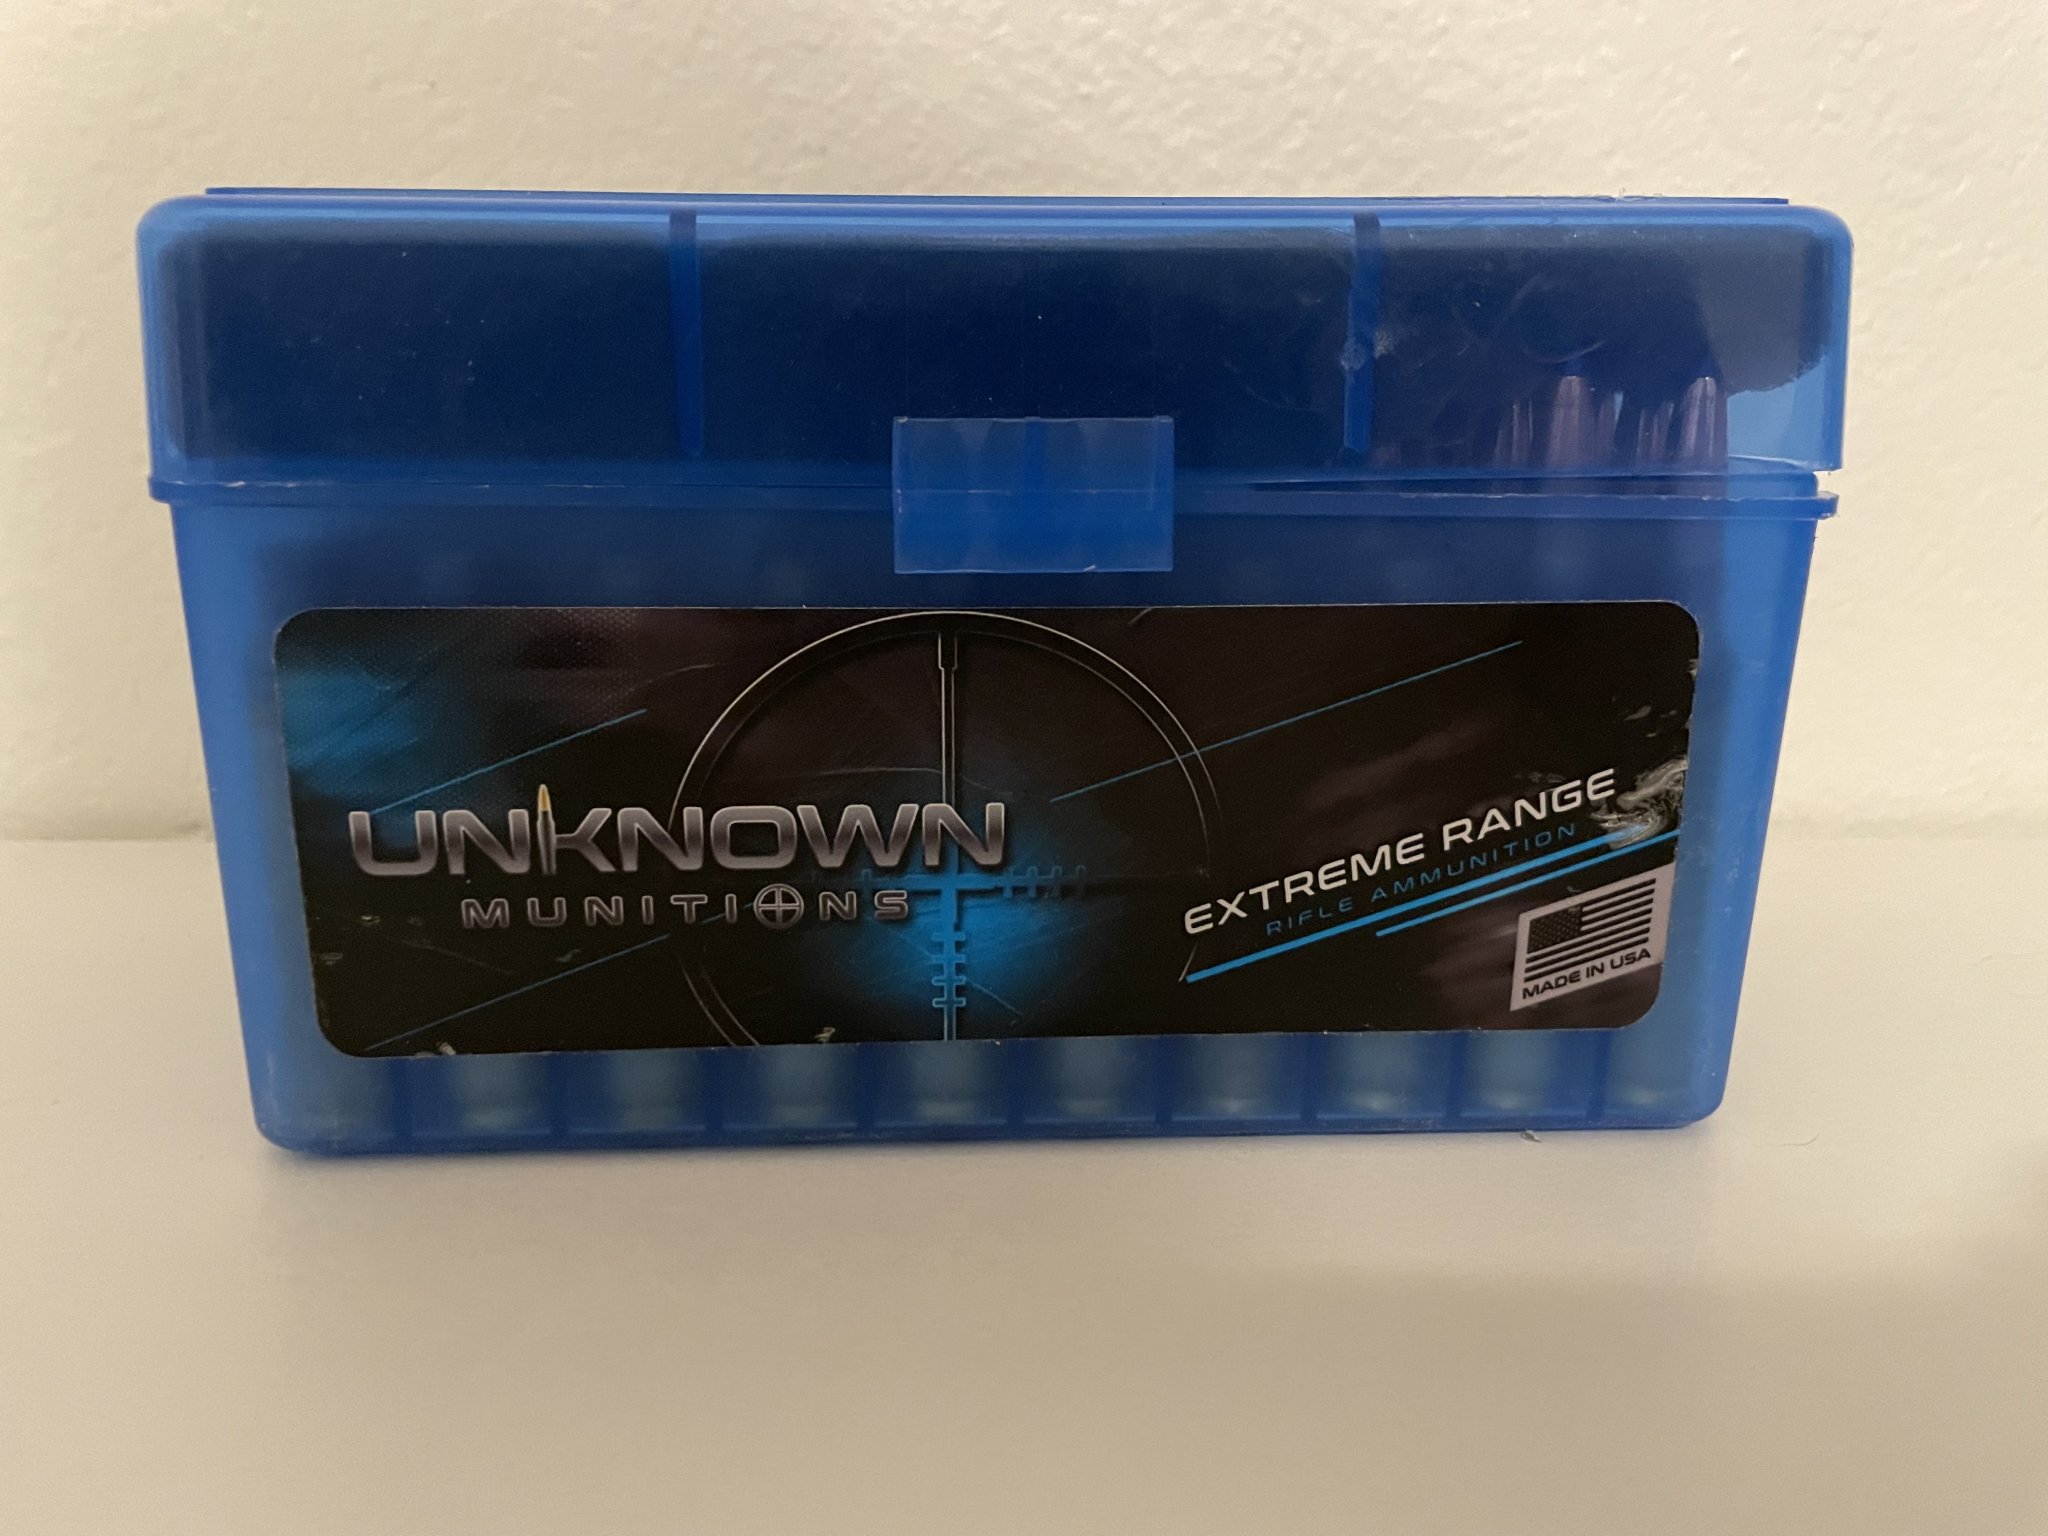 UNKNOWN
MUNITIONS
EXTREME RANGE
RIFLE AMMUNITION
MADE IN USA